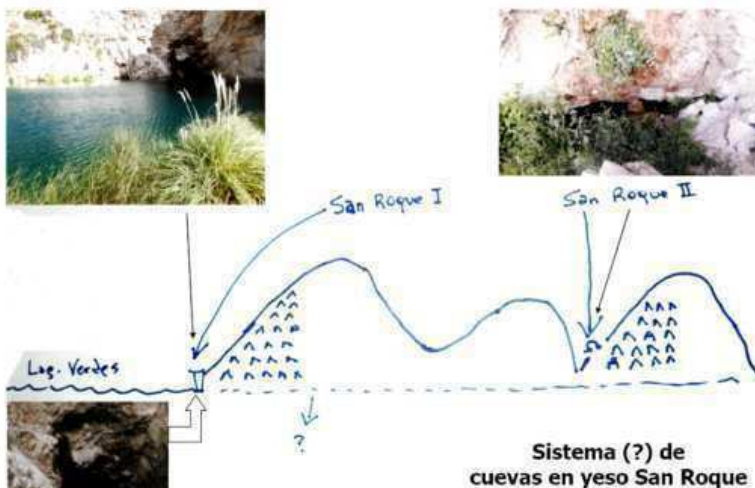 San Roque I
San Roque II
Lag. Verdes
?
Sistema (?) de
cuevas en yeso San Roque